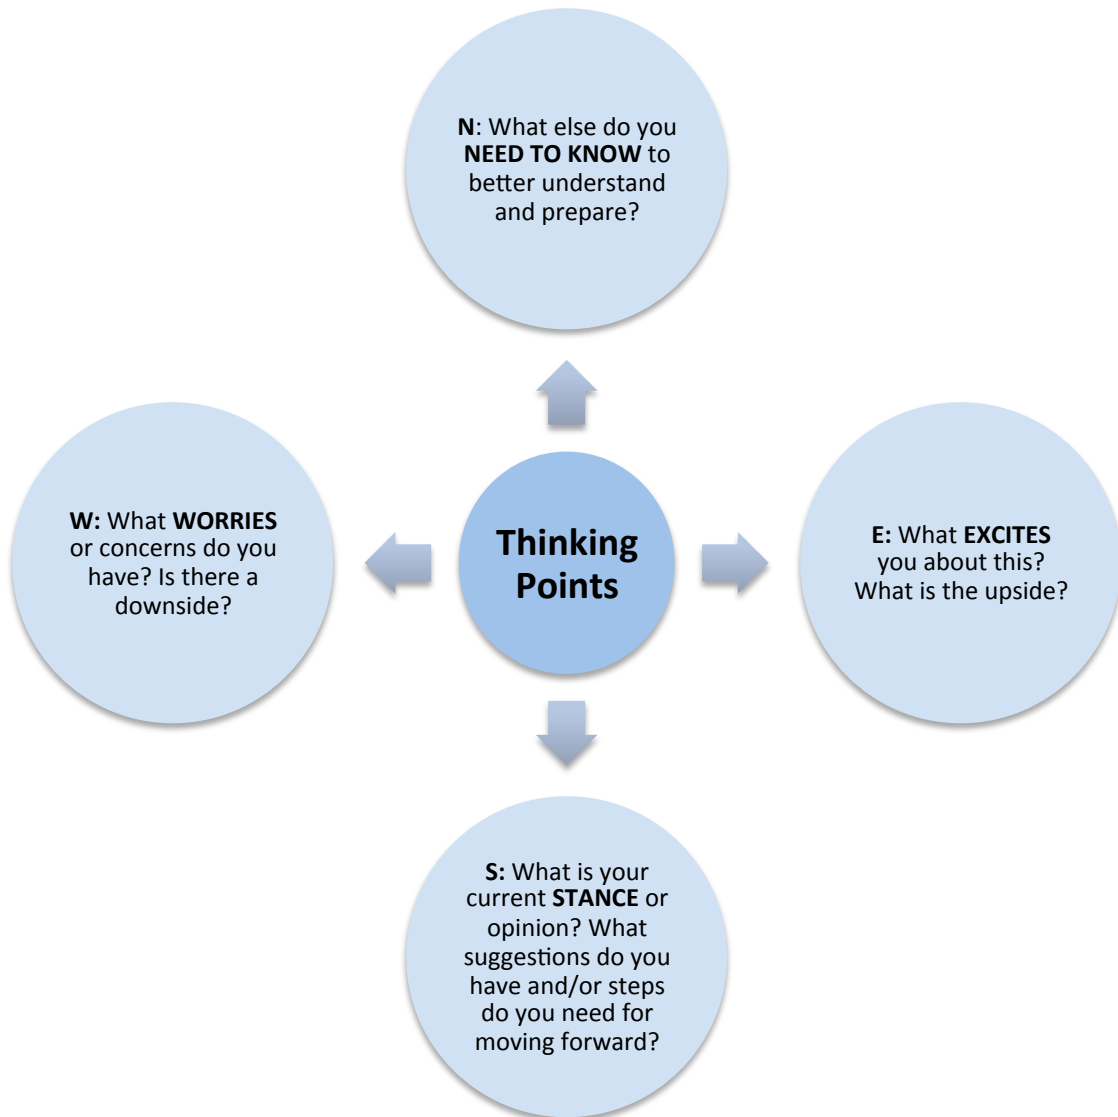 N: What else do you
NEED TO KNOW to
better understand
and prepare?
W: What WORRIES
or concerns do you
have? Is there a
downside?
Thinking
Points
E: What EXCITES
you about this?
What is the upside?
S: What is your
current STANCE or
opinion? What
suggestions do you
have and/or steps
do you need for
moving forward?